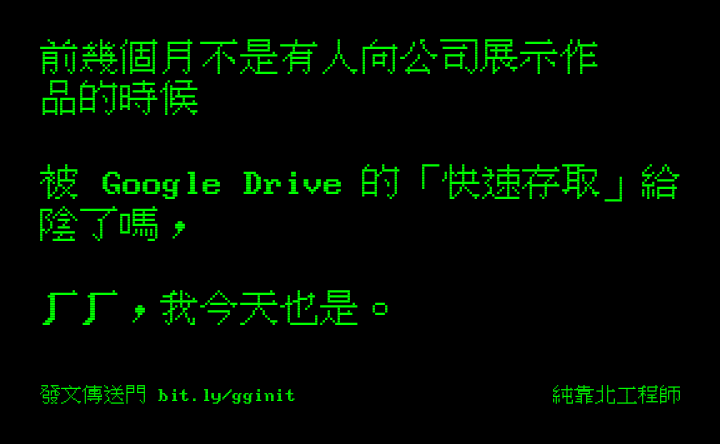 前幾個月不是有人向公司展示作
品的時候
被 Google Drive 的「快速存取」給
陰了嗎，
厂厂，我今天也是。
發文傳送門 bit.ly/gginit
純靠北工程師